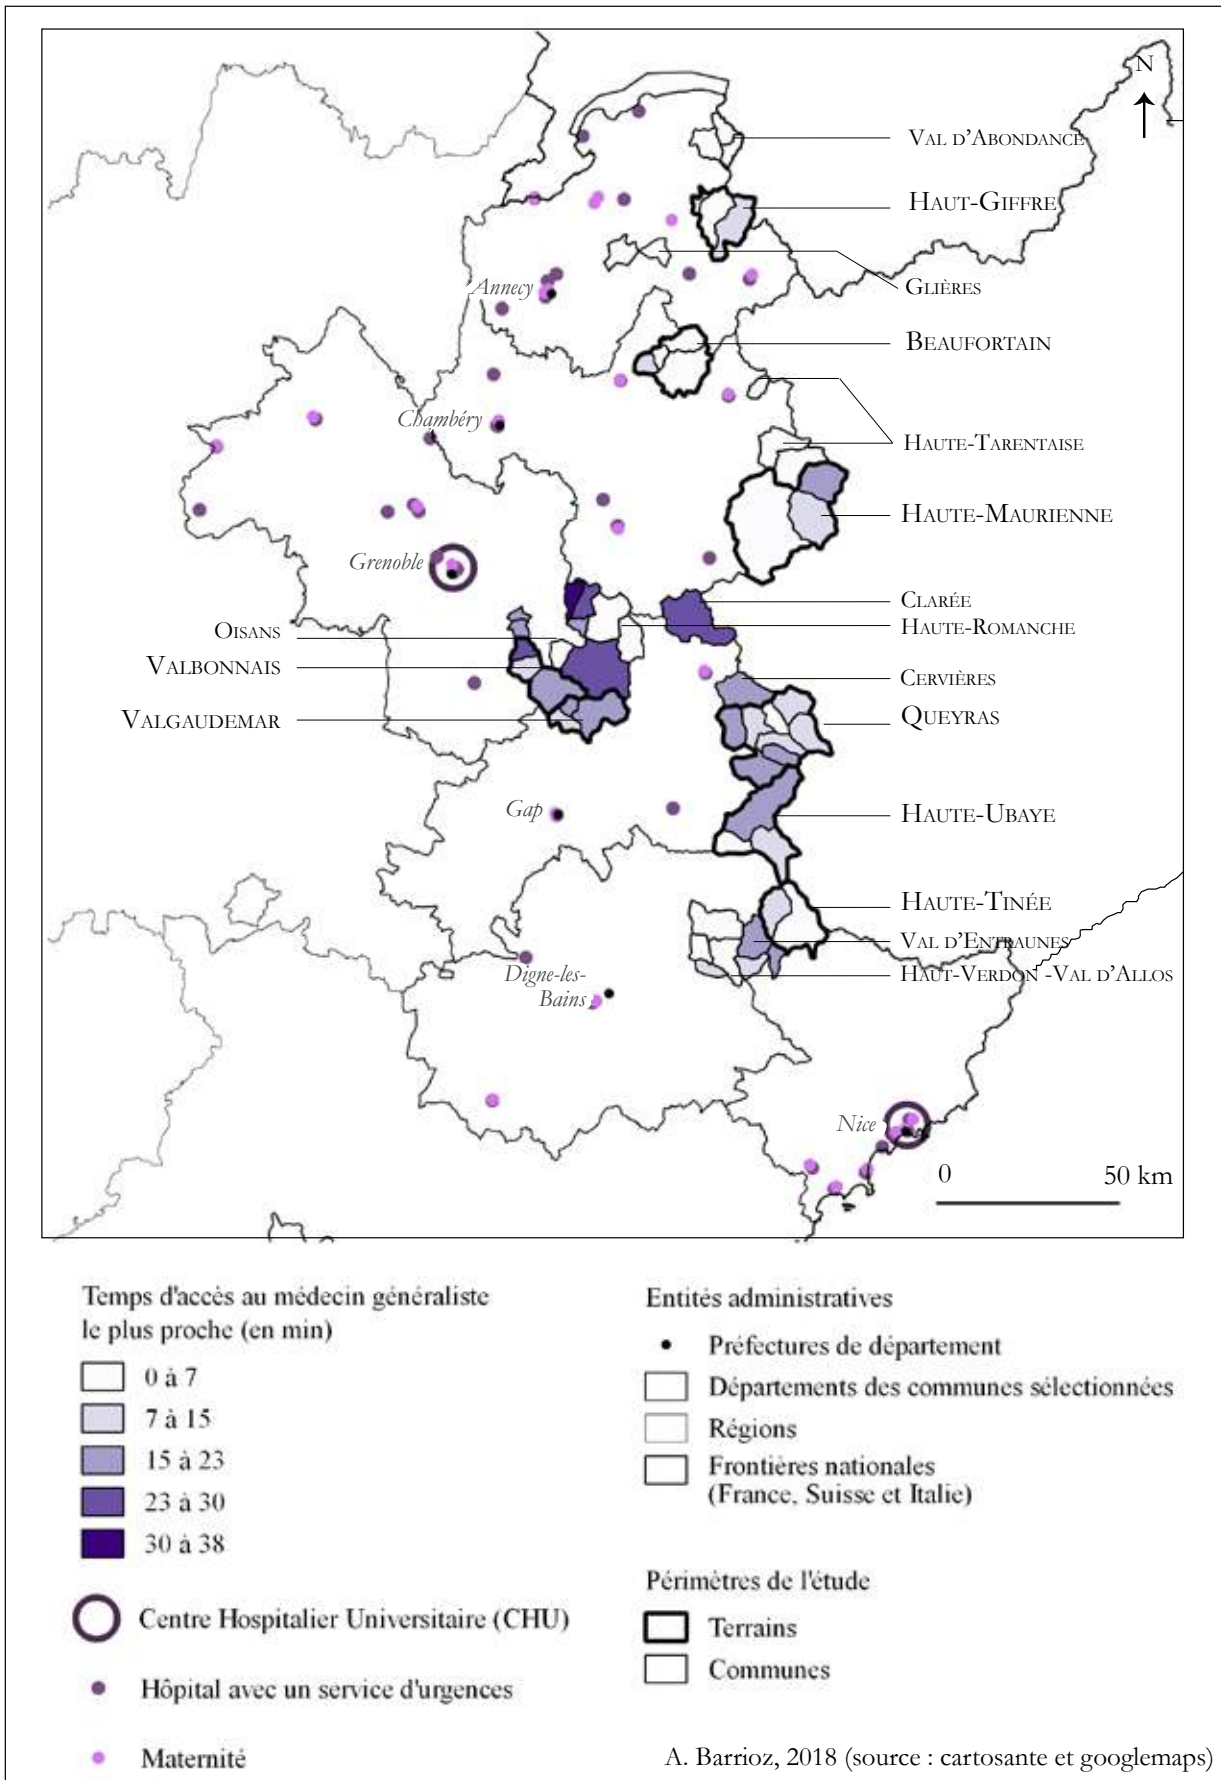 N
VAL D'ABONDANCE
HAUT-GIFFRE
GLIÈRES
Annecy
BEAUFORTAIN
Chambéry
HAUTE-TARENTAISE
HAUTE-MAURIENNE
Grenoble
CLARÉE
OISANS
HAUTE-ROMANCHE
VALBONNAIS
CERVIÈRES
VALGAUDEMAR
QUEYRAS
Gap
HAUTE-UBAYE
HAUTE-TINÉE
VAL D'ENTRAUNES
HAUT-VERDON -VAL D'ALLOS
Digne-les-
Bains
Nice
0 50 km
Temps d'accès au médecin généraliste
le plus proche (en min)
0 à 7
7 à 15
15 à 23
23 à 30
30 à 38
Centre Hospitalier Universitaire (CHU)
Hôpital avec un service d'urgences
Maternité
Entités administratives
Préfectures de département
Départements des communes sélectionnées
Régions
Frontières nationales
(France, Suisse et Italie)
Périmètres de l'étude
Terrains
Communes
A. Barrioz, 2018 (source : cartosante et googlemaps)